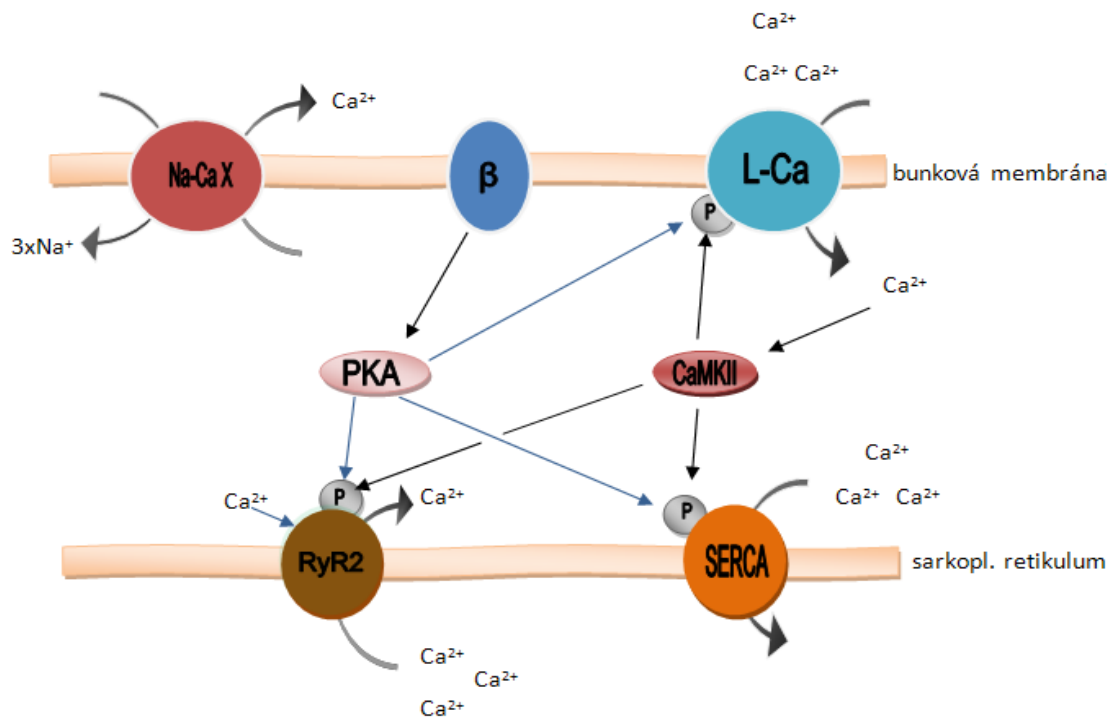 Ca²⁺
Ca²⁺ Ca²⁺
Ca²⁺
Na-Ca X
β
L-Ca
bunková membrána
P
3xNa⁺
Ca²⁺
PKA
CaMKII
Ca²⁺
Ca²⁺ Ca²⁺
Ca²⁺
P
Ca²⁺
P
RyR2
SERCA
sarkopl. retikulum
Ca²⁺
Ca²⁺
Ca²⁺